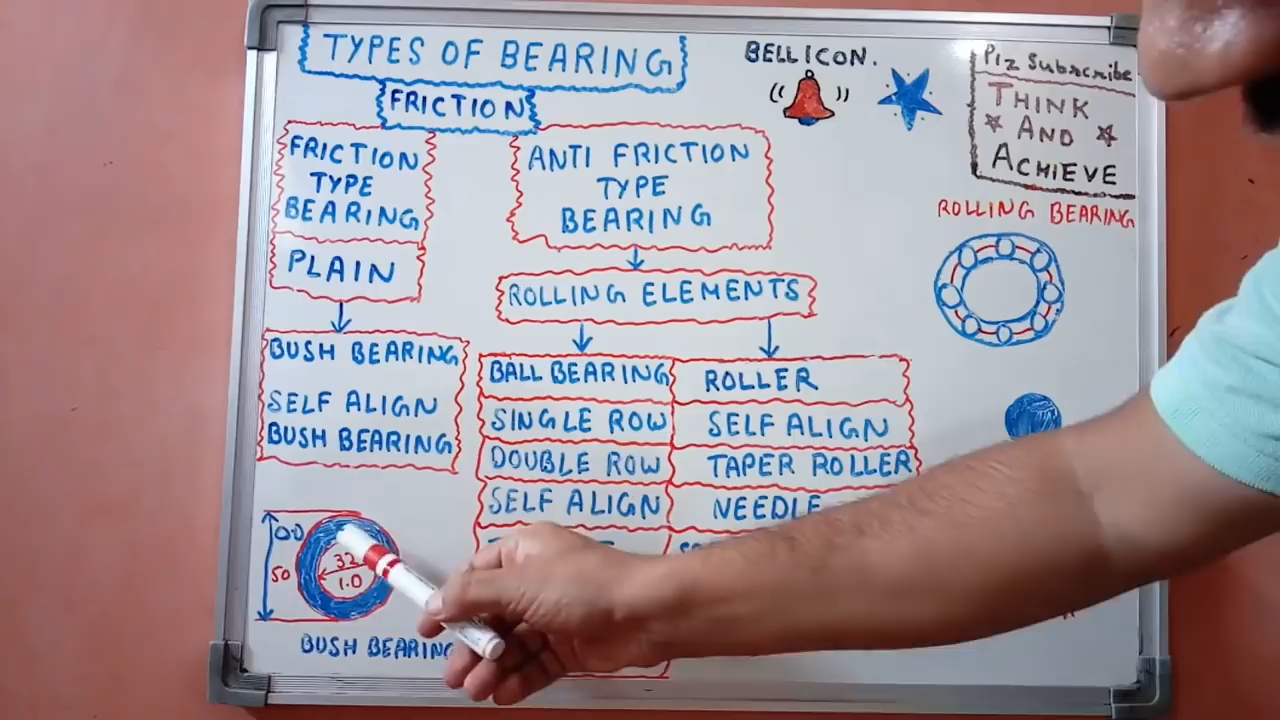 TYPES OF BEARING
FRICTION
BELLICON.
Plz Subscribe
THINK
AND
ACHIEVE
FRICTION
TYPE
BEARING
PLAIN
ANTI FRICTION
TYPE
BEARING
ROLLING ELEMENTS
ROLLING BEARING
BUSH BEARING
SELF ALIGN
BUSH BEARING
BALL BEARING
SINGLE ROW
DOUBLE ROW
SELF ALIGN
ROLLER
SELF ALIGN
TAPER ROLLER
NEEDLE
OD
50
32
I.D
BUSH BEARING